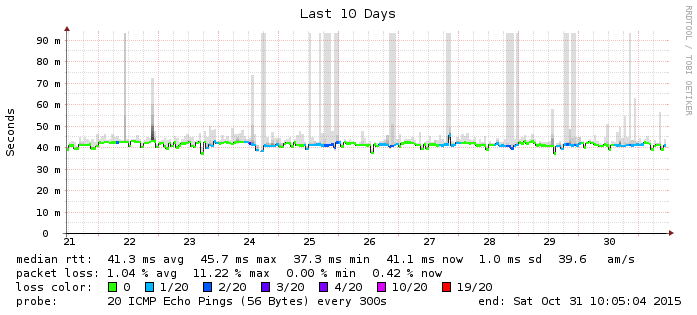 Last 10 Days
RRDTOOL / TOBI OETIKER
Seconds
90 m
80 m
70 m
60 m
50 m
40 m
30 m
20 m
10 m
0
21 22 23 24 25 26 27 28 29 30
median rtt: 41.3 ms avg 45.7 ms max 37.3 ms min 41.1 ms now 1.0 ms sd 39.6 am/s
packet loss: 1.04 % avg 11.22 % max 0.00 % min 0.42 % now
loss color: 0 1/20 2/20 3/20 4/20 10/20 19/20
probe: 20 ICMP Echo Pings (56 Bytes) every 300s end: Sat Oct 31 10:05:04 2015